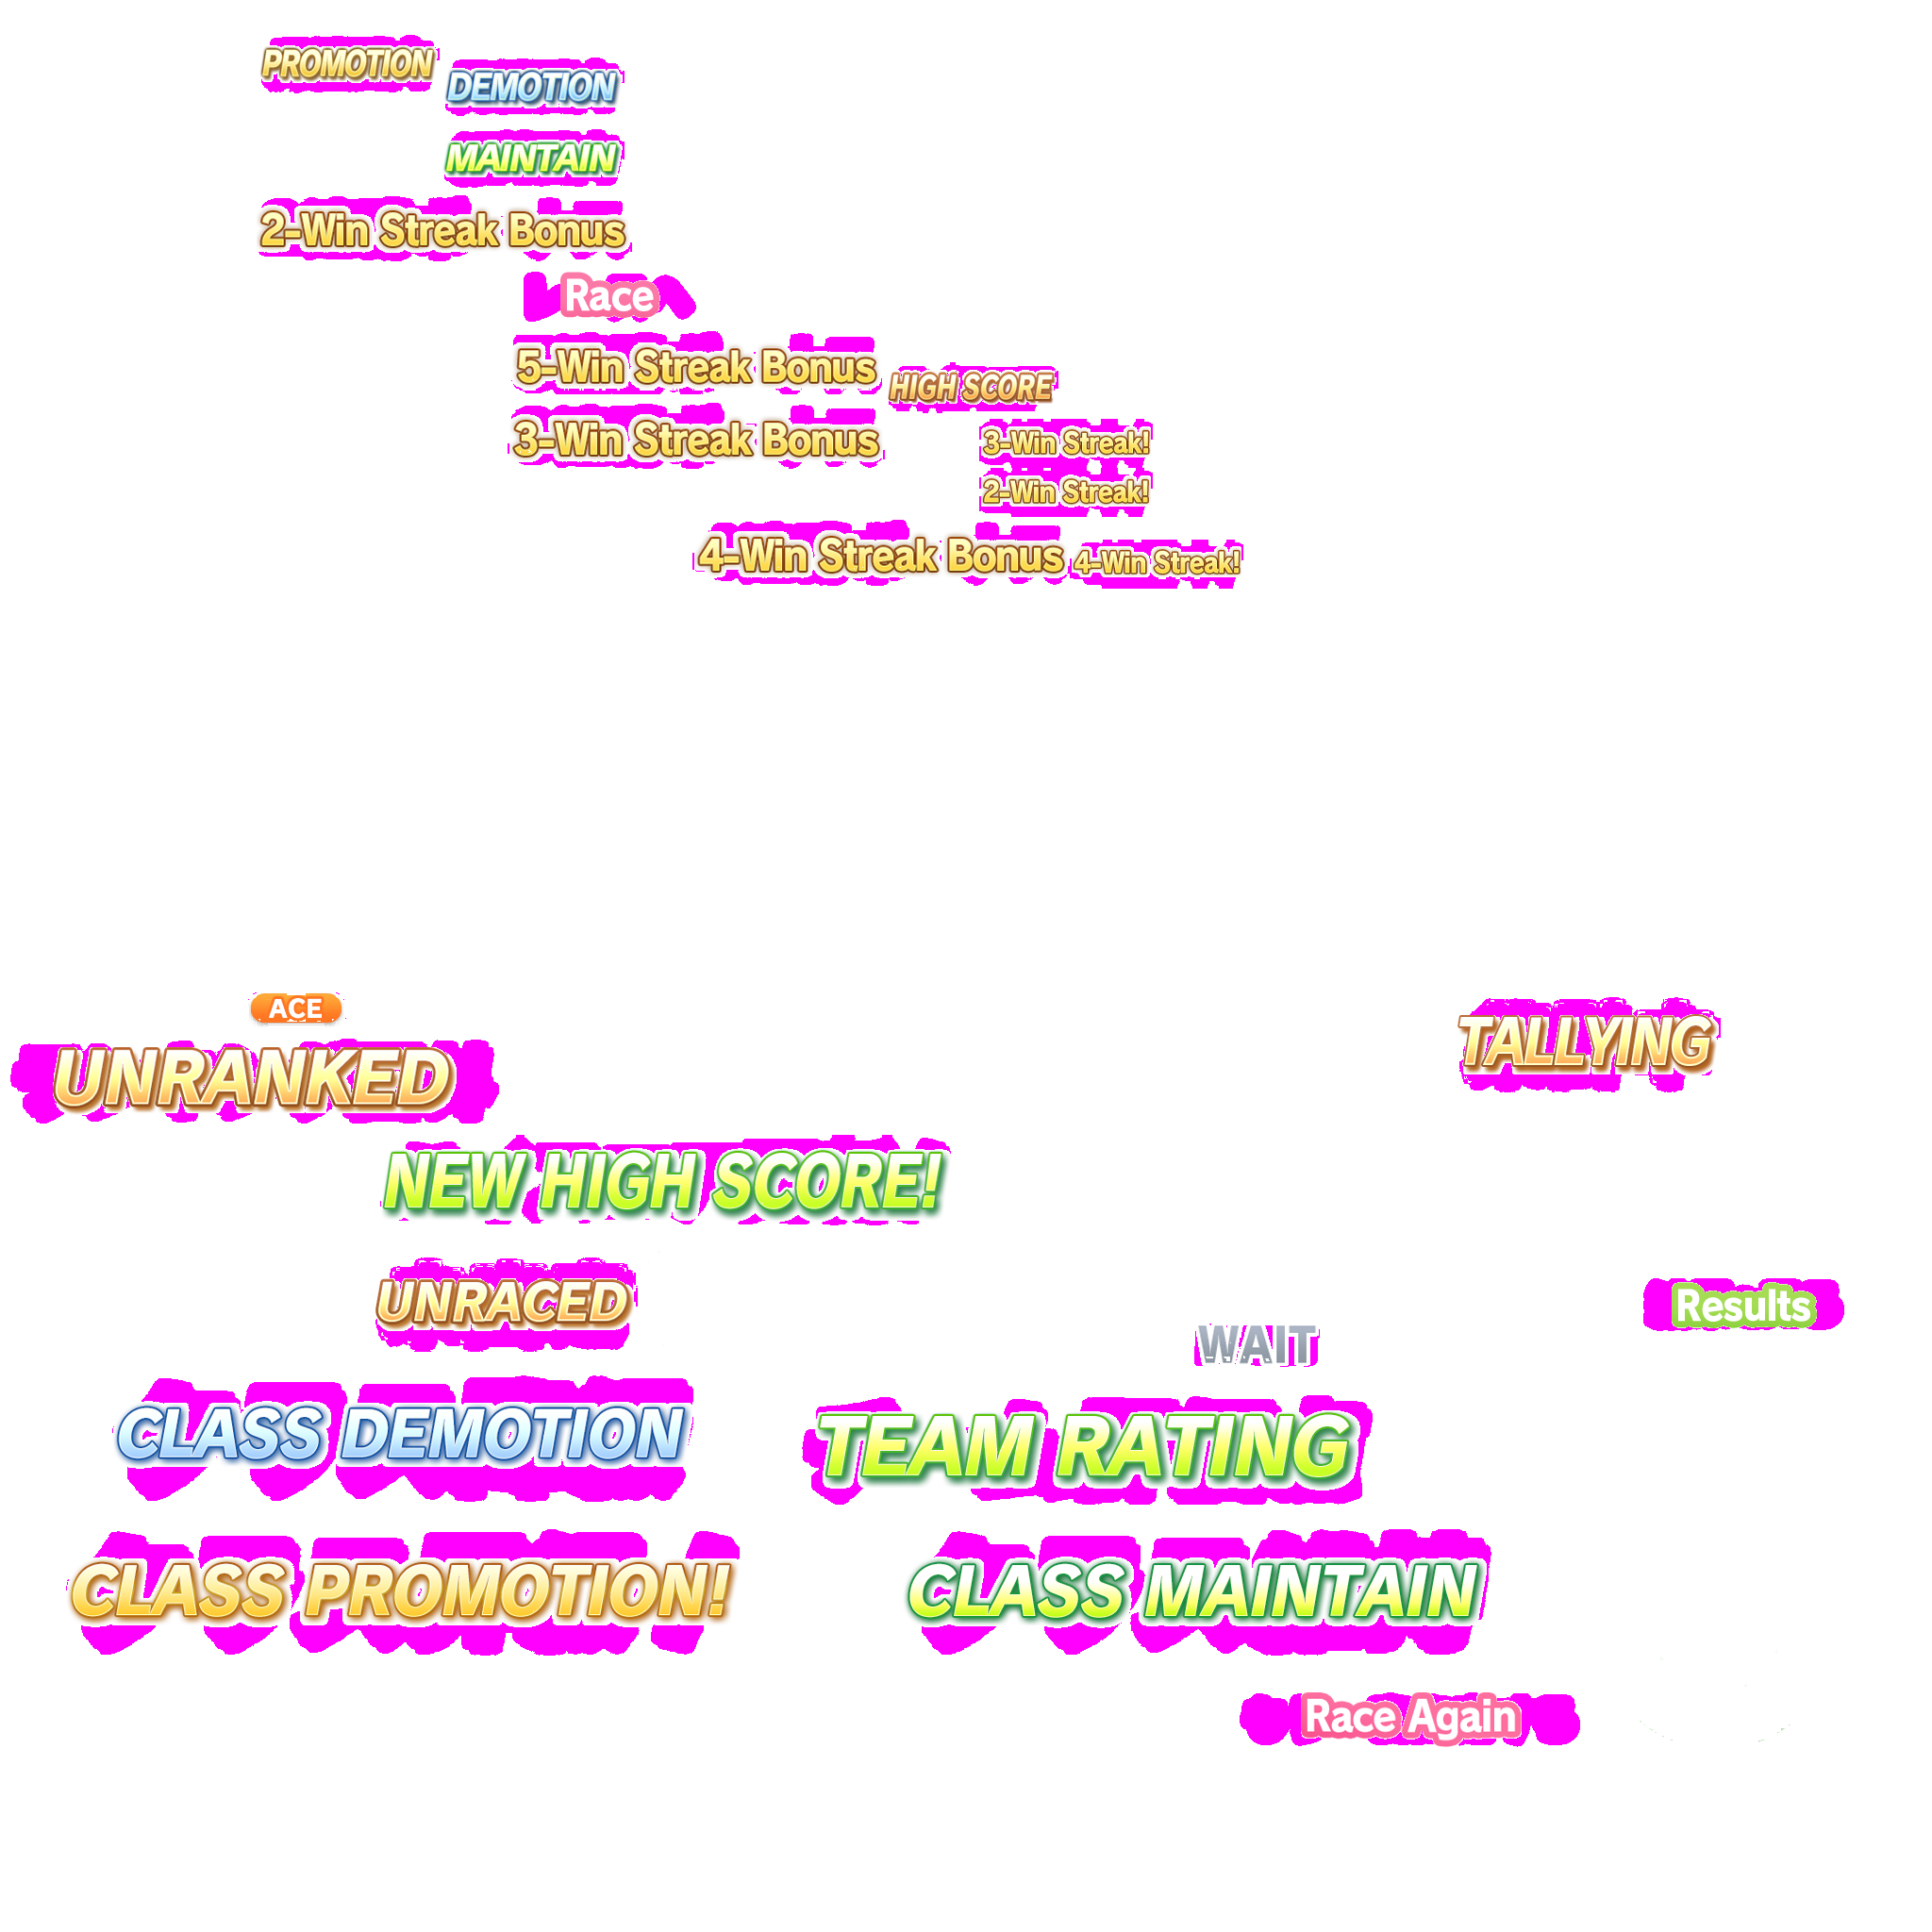 PROMOTION
DEMOTION
MAINTAIN
2-Win Streak Bonus
Race
5-Win Streak Bonus
HIGH SCORE
3-Win Streak Bonus
3-Win Streak!
2-Win Streak!
4-Win Streak Bonus
4-Win Streak!
ACE
TALLYING
UNRANKED
NEW HIGH SCORE!
UNRACED
Results
WAIT
CLASS DEMOTION
TEAM RATING
CLASS PROMOTION!
CLASS MAINTAIN
Race Again